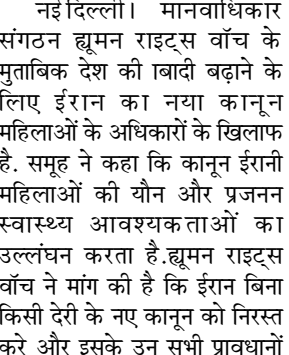 नई दिल्ली। मानवाधिकार
संगठन ह्यूमन राइट्स वॉच के
मुताबिक देश की ाबादी बढ़ाने के
लिए ईरान का नया कानून
महिलाओं के अधिकारों के खिलाफ
है. समूह ने कहा कि कानून ईरानी
महिलाओं की यौन और प्रजनन
स्वास्थ्य आवश्यकताओं का
उल्लंघन करता है.ह्यूमन राइट्स
वॉच ने मांग की है कि ईरान बिना
किसी देरी के नए कानून को निरस्त
करे और इसके उन सभी प्रावधानों